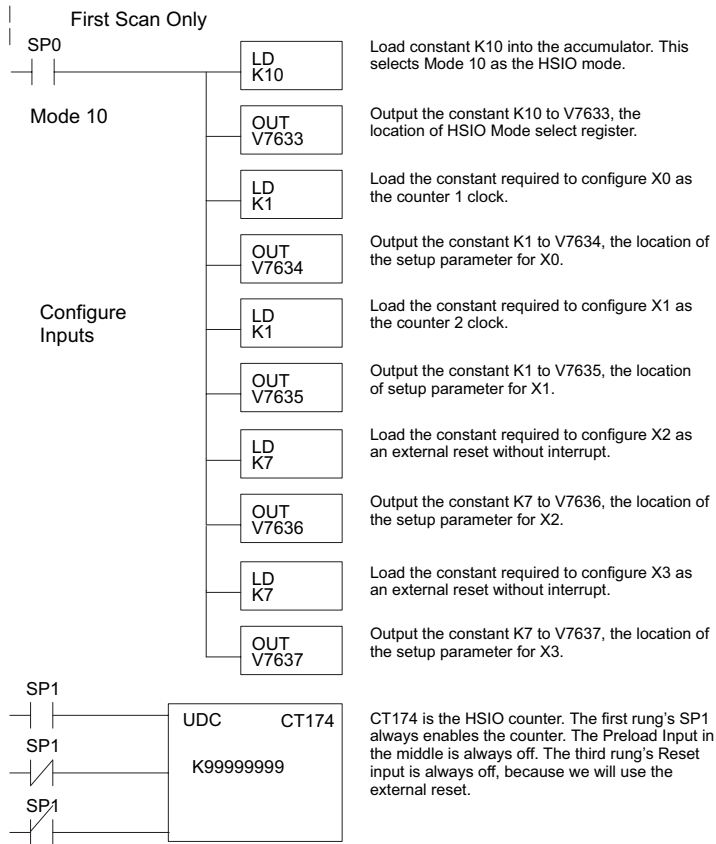 First Scan Only
SP0
LD
K10
Load constant K10 into the accumulator. This
selects Mode 10 as the HSIO mode.
Mode 10
OUT
V7633
Output the constant K10 to V7633, the
location of HSIO Mode select register.
LD
K1
Load the constant required to configure X0 as
the counter 1 clock.
OUT
V7634
Output the constant K1 to V7634, the location of
the setup parameter for X0.
Configure
Inputs
LD
K1
Load the constant required to configure X1 as
the counter 2 clock.
OUT
V7635
Output the constant K1 to V7635, the location
of setup parameter for X1.
LD
K7
Load the constant required to configure X2 as
an external reset without interrupt.
OUT
V7636
Output the constant K7 to V7636, the location of
the setup parameter for X2.
LD
K7
Load the constant required to configure X3 as
an external reset without interrupt.
OUT
V7637
Output the constant K7 to V7637, the location of
the setup parameter for X3.
SP1
SP1
SP1
UDC CT174
K99999999
CT174 is the HSIO counter. The first rung's SP1
always enables the counter. The Preload Input in
the middle is always off. The third rung's Reset
input is always off, because we will use the
external reset.